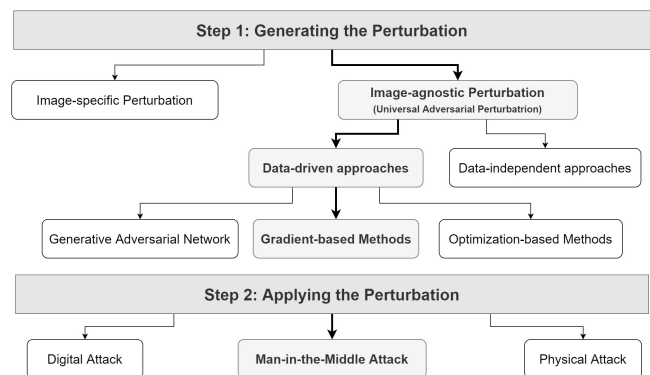 Step 1: Generating the Perturbation
Image-specific Perturbation
Image-agnostic Perturbation
(Universal Adversarial Perturbatrion)
Data-driven approaches
Data-independent approaches
Generative Adversarial Network
Gradient-based Methods
Optimization-based Methods
Step 2: Applying the Perturbation
Digital Attack
Man-in-the-Middle Attack
Physical Attack